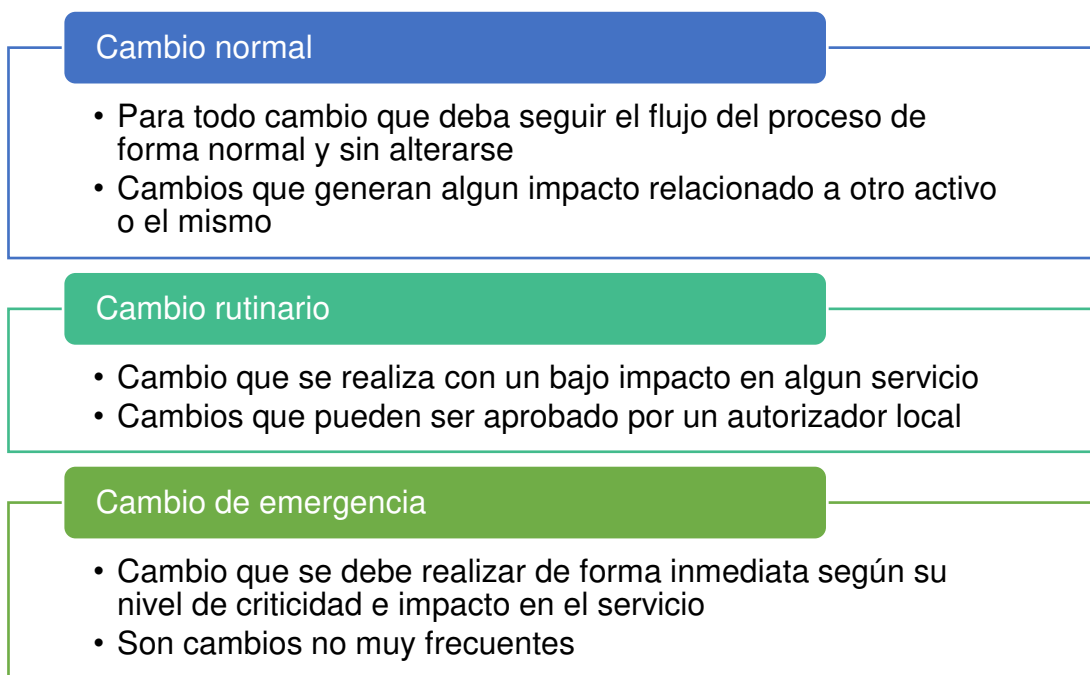 Cambio normal
• Para todo cambio que deba seguir el flujo del proceso de
forma normal y sin alterarse
• Cambios que generan algun impacto relacionado a otro activo
o el mismo
Cambio rutinario
• Cambio que se realiza con un bajo impacto en algun servicio
• Cambios que pueden ser aprobado por un autorizador local
Cambio de emergencia
• Cambio que se debe realizar de forma inmediata según su
nivel de criticidad e impacto en el servicio
• Son cambios no muy frecuentes